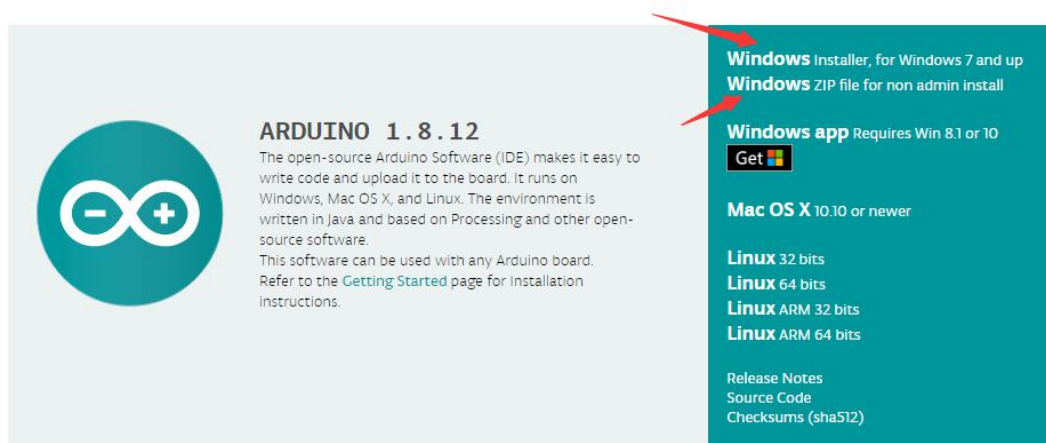 ARDUINO 1.8.12
The open-source Arduino Software (IDE) makes it easy to
write code and upload it to the board. It runs on
Windows, Mac OS X, and Linux. The environment is
written in Java and based on Processing and other open-
source software.
This software can be used with any Arduino board.
Refer to the Getting Started page for Installation
instructions.
Windows Installer, for Windows 7 and up
Windows ZIP file for non admin install
Windows app Requires Win 8.1 or 10
Get
Mac OS X 10.10 or newer
Linux 32 bits
Linux 64 bits
Linux ARM 32 bits
Linux ARM 64 bits
Release Notes
Source Code
Checksums (sha512)